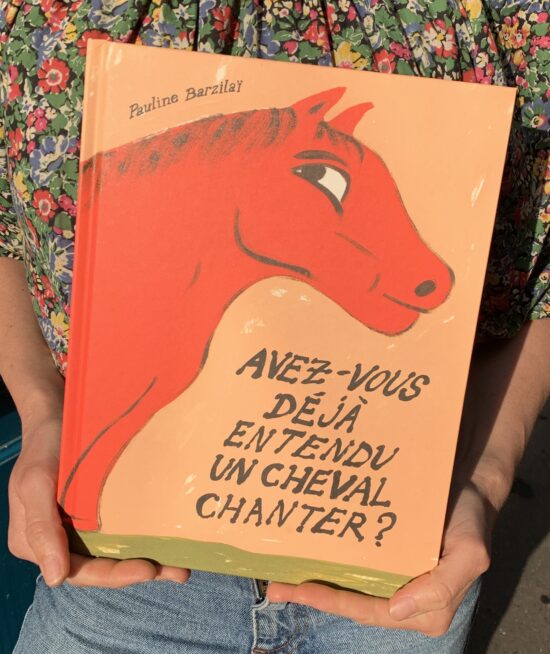 Pauline Barzilaï
AVEZ-VOUS
DÉJÀ
ENTENDU
UN CHEVAL
CHANTER?